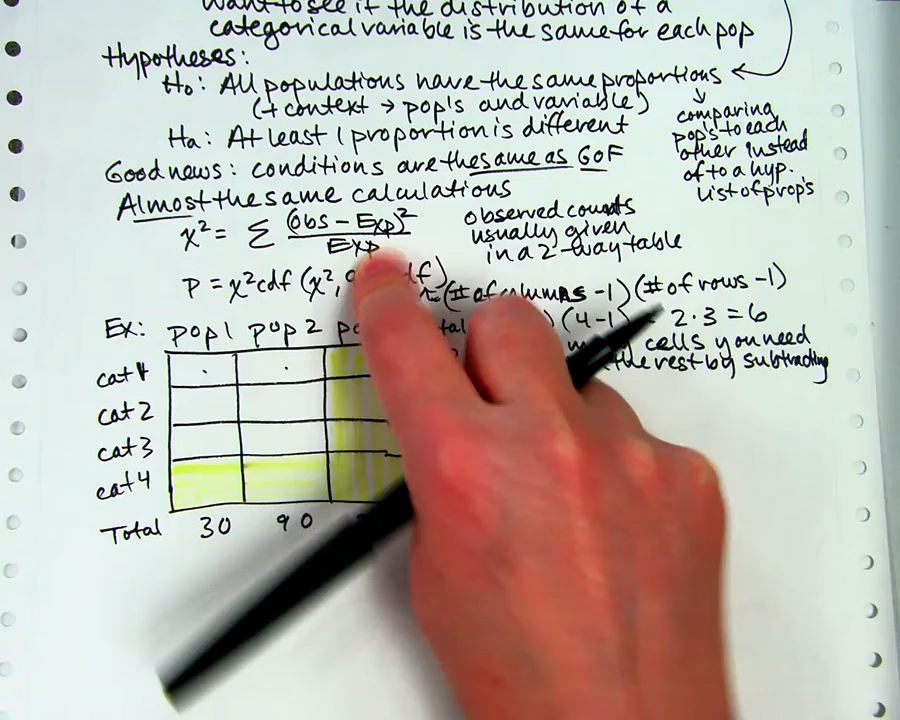 want to see if the distribution of a
categorical variable is the same for each pop
Hypotheses:
Ho: All populations have the same proportions
(+ context → pop's and variable)
comparing
pop's to each
other instead
of to a hyp.
list of prop's
Ha: At least 1 proportion is different
Good news: conditions are the same as GoF
Almost the same calculations
χ² = Σ (Obs - Exp)²
Exp
observed counts
usually given
in a 2-way table
P = χ²cdf (χ², df)
(# of columns -1)(# of rows -1)
(4-1) = 2·3 = 6
cells you need
the rest by subtracting
Ex: pop 1 pop 2
cat 1
cat 2
cat 3
cat 4
Total 30 90